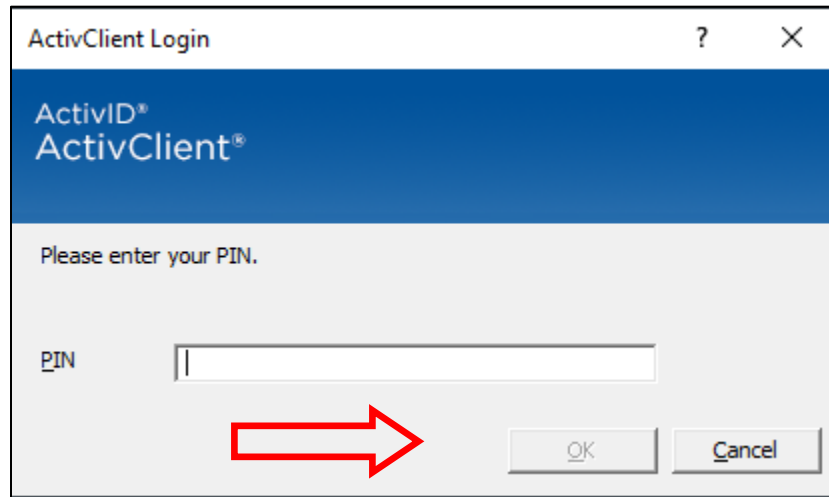 ActivClient Login ?
ActivID®
ActivClient®
Please enter your PIN.
PIN
OK Cancel